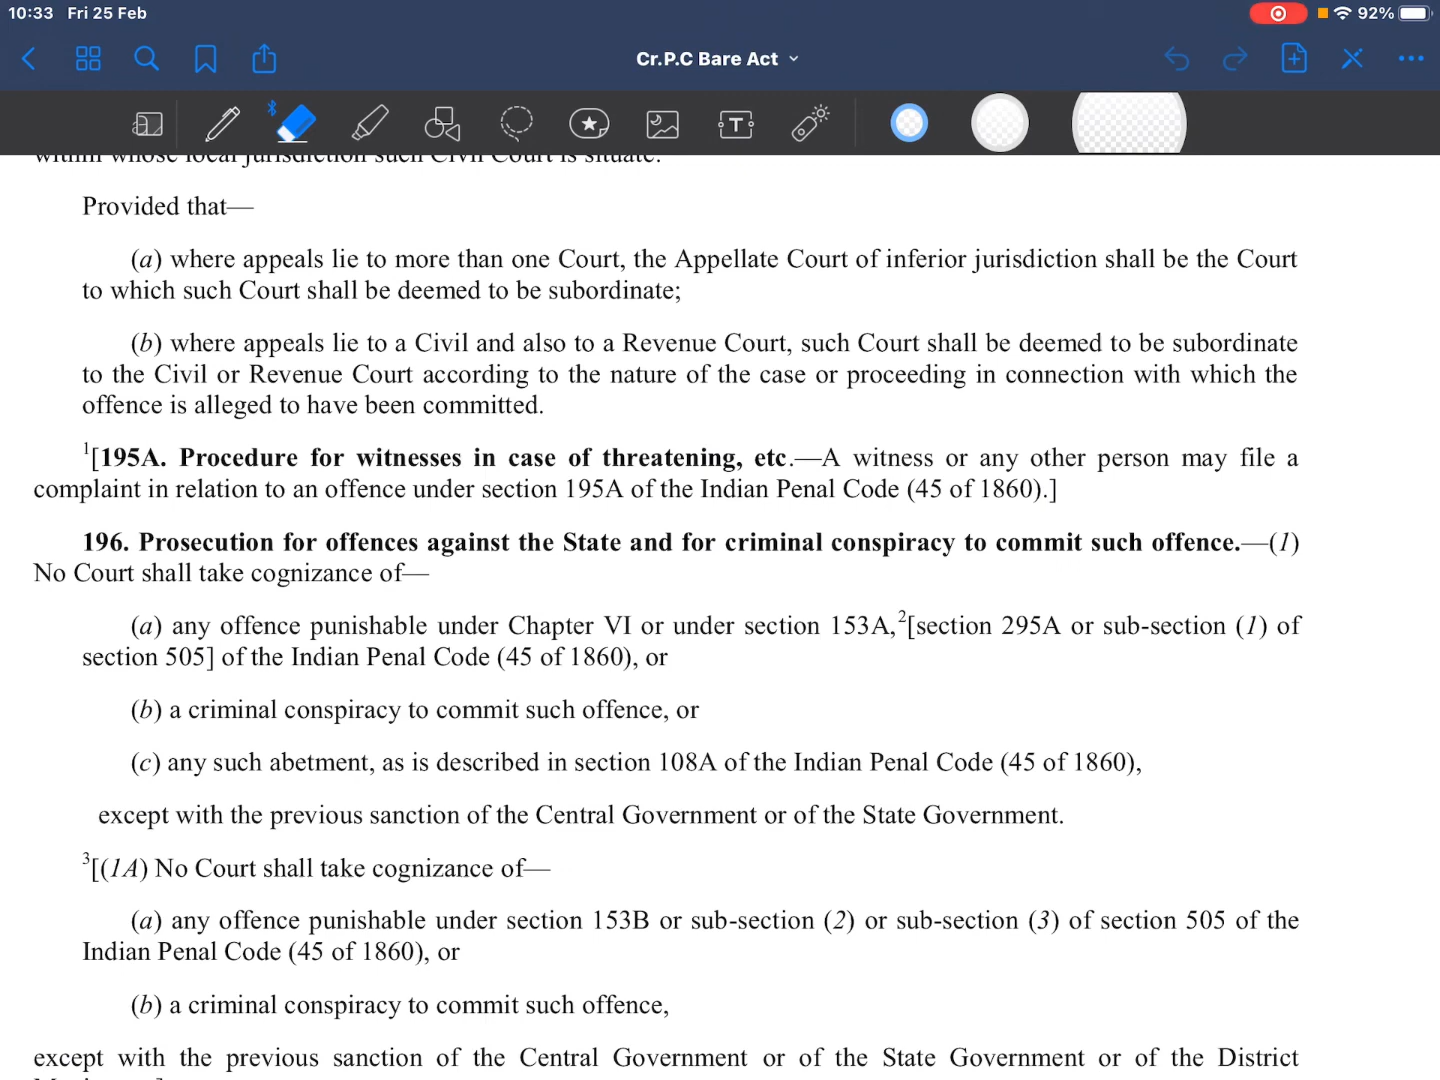 10:33 Fri 25 Feb
92%
Cr.P.C Bare Act
T
within whose local jurisdiction such Civil Court is situate.
Provided that—
(a) where appeals lie to more than one Court, the Appellate Court of inferior jurisdiction shall be the Court
to which such Court shall be deemed to be subordinate;
(b) where appeals lie to a Civil and also to a Revenue Court, such Court shall be deemed to be subordinate
to the Civil or Revenue Court according to the nature of the case or proceeding in connection with which the
offence is alleged to have been committed.
1[195A. Procedure for witnesses in case of threatening, etc.—A witness or any other person may file a
complaint in relation to an offence under section 195A of the Indian Penal Code (45 of 1860).]
196. Prosecution for offences against the State and for criminal conspiracy to commit such offence.—(1)
No Court shall take cognizance of—
(a) any offence punishable under Chapter VI or under section 153A, 2[section 295A or sub-section (1) of
section 505] of the Indian Penal Code (45 of 1860), or
(b) a criminal conspiracy to commit such offence, or
(c) any such abetment, as is described in section 108A of the Indian Penal Code (45 of 1860),
except with the previous sanction of the Central Government or of the State Government.
3[(1A) No Court shall take cognizance of—
(a) any offence punishable under section 153B or sub-section (2) or sub-section (3) of section 505 of the
Indian Penal Code (45 of 1860), or
(b) a criminal conspiracy to commit such offence,
except with the previous sanction of the Central Government or of the State Government or of the District